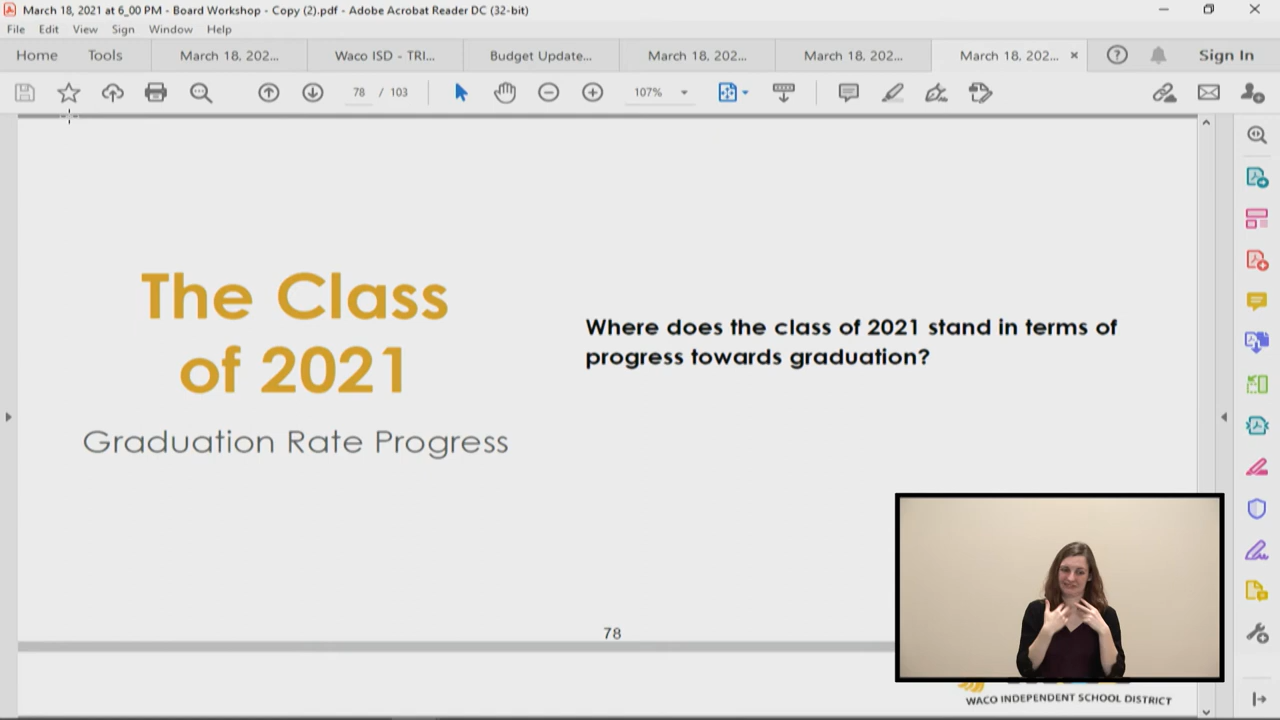 March 18, 2021 at 6_00 PM - Board Workshop - Copy (2).pdf - Adobe Acrobat Reader DC (32-bit)
File Edit View Sign Window Help
Home Tools March 18, 202... Waco ISD - TRI... Budget Update... March 18, 202... March 18, 202... March 18, 202... Sign In
78 / 103 107%
The Class
of 2021
Graduation Rate Progress
Where does the class of 2021 stand in terms of
progress towards graduation?
78
WACO INDEPENDENT SCHOOL DISTRICT